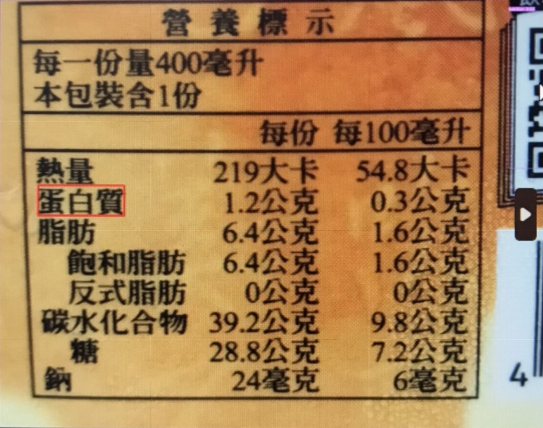 營養標示
每一份量400毫升
本包裝含1份
每份 每100毫升
熱量 219大卡 54.8大卡
蛋白質 1.2公克 0.3公克
脂肪 6.4公克 1.6公克
飽和脂肪 6.4公克 1.6公克
反式脂肪 0公克 0公克
碳水化合物 39.2公克 9.8公克
糖 28.8公克 7.2公克
鈉 24毫克 6毫克
4